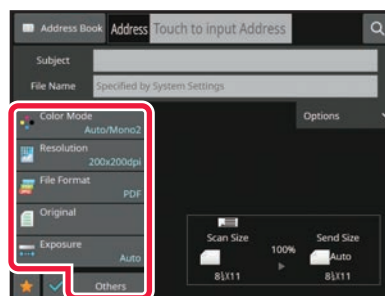 Address Book Address Touch to input Address
Subject
File Name Specified by System Settings
Color Mode
Auto/Mono2
Options
Resolution
200x200dpi
File Format
PDF
Original
Exposure
Auto
Scan Size 100% Send Size
Auto
8½X11 8½X11
Others